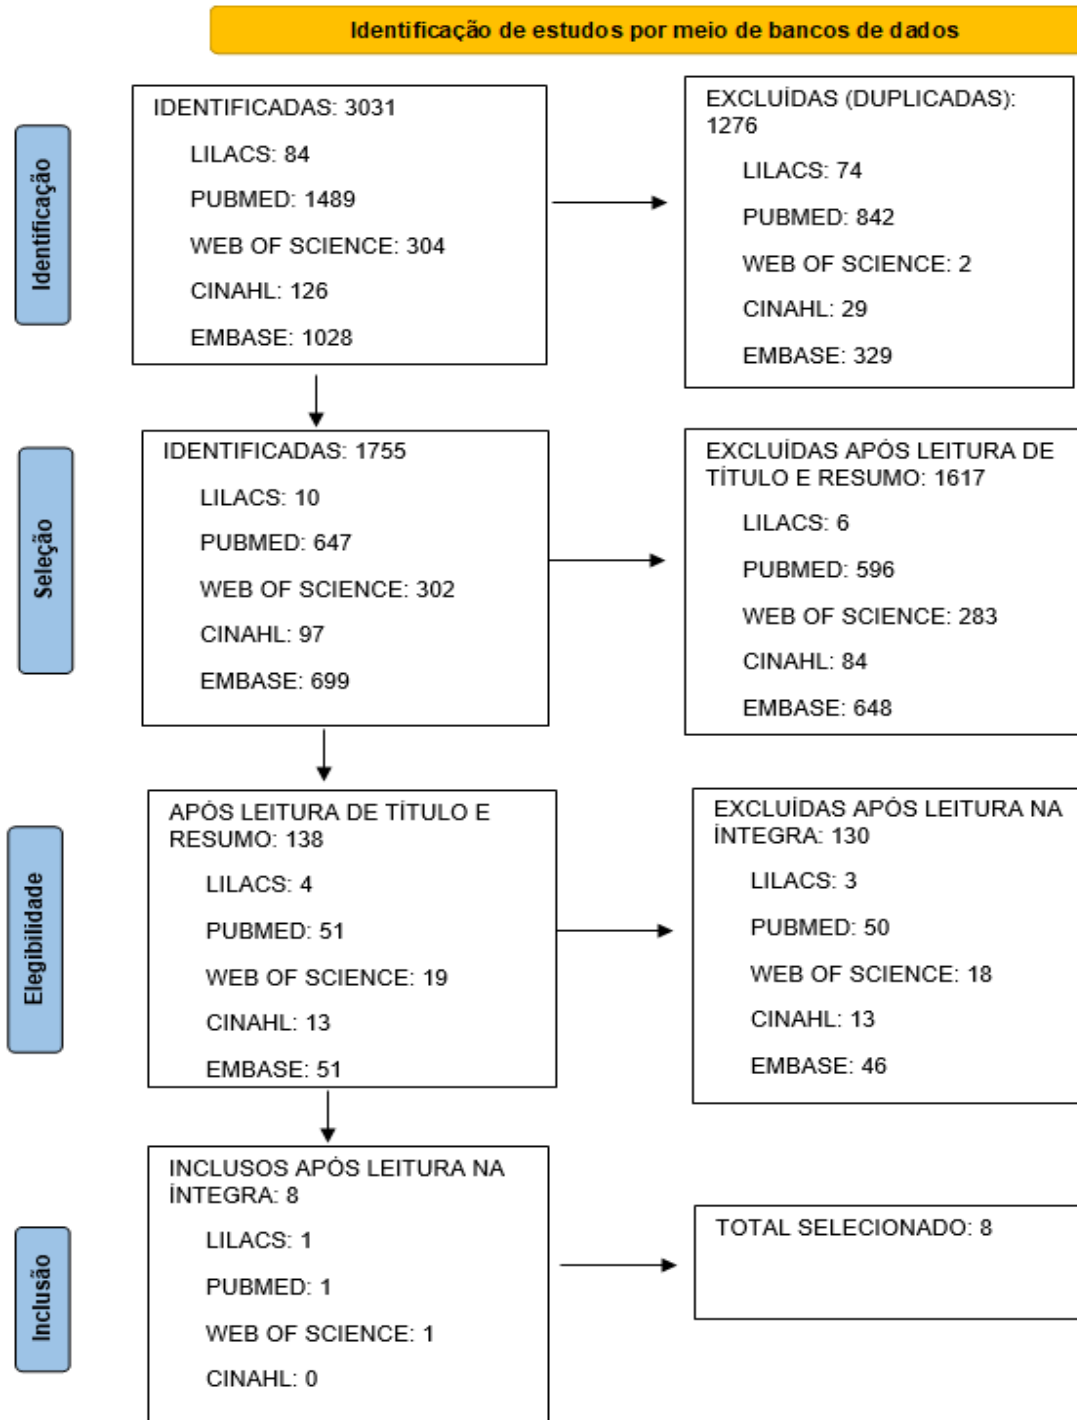 Identificação de estudos por meio de bancos de dados
Identificação
IDENTIFICADAS: 3031
LILACS: 84
PUBMED: 1489
WEB OF SCIENCE: 304
CINAHL: 126
EMBASE: 1028
EXCLUÍDAS (DUPLICADAS):
1276
LILACS: 74
PUBMED: 842
WEB OF SCIENCE: 2
CINAHL: 29
EMBASE: 329
Seleção
IDENTIFICADAS: 1755
LILACS: 10
PUBMED: 647
WEB OF SCIENCE: 302
CINAHL: 97
EMBASE: 699
EXCLUÍDAS APÓS LEITURA DE
TÍTULO E RESUMO: 1617
LILACS: 6
PUBMED: 596
WEB OF SCIENCE: 283
CINAHL: 84
EMBASE: 648
Elegibilidade
APÓS LEITURA DE TÍTULO E
RESUMO: 138
LILACS: 4
PUBMED: 51
WEB OF SCIENCE: 19
CINAHL: 13
EMBASE: 51
EXCLUÍDAS APÓS LEITURA NA
ÍNTEGRA: 130
LILACS: 3
PUBMED: 50
WEB OF SCIENCE: 18
CINAHL: 13
EMBASE: 46
Inclusão
INCLUSOS APÓS LEITURA NA
ÍNTEGRA: 8
LILACS: 1
PUBMED: 1
WEB OF SCIENCE: 1
CINAHL: 0
TOTAL SELECIONADO: 8